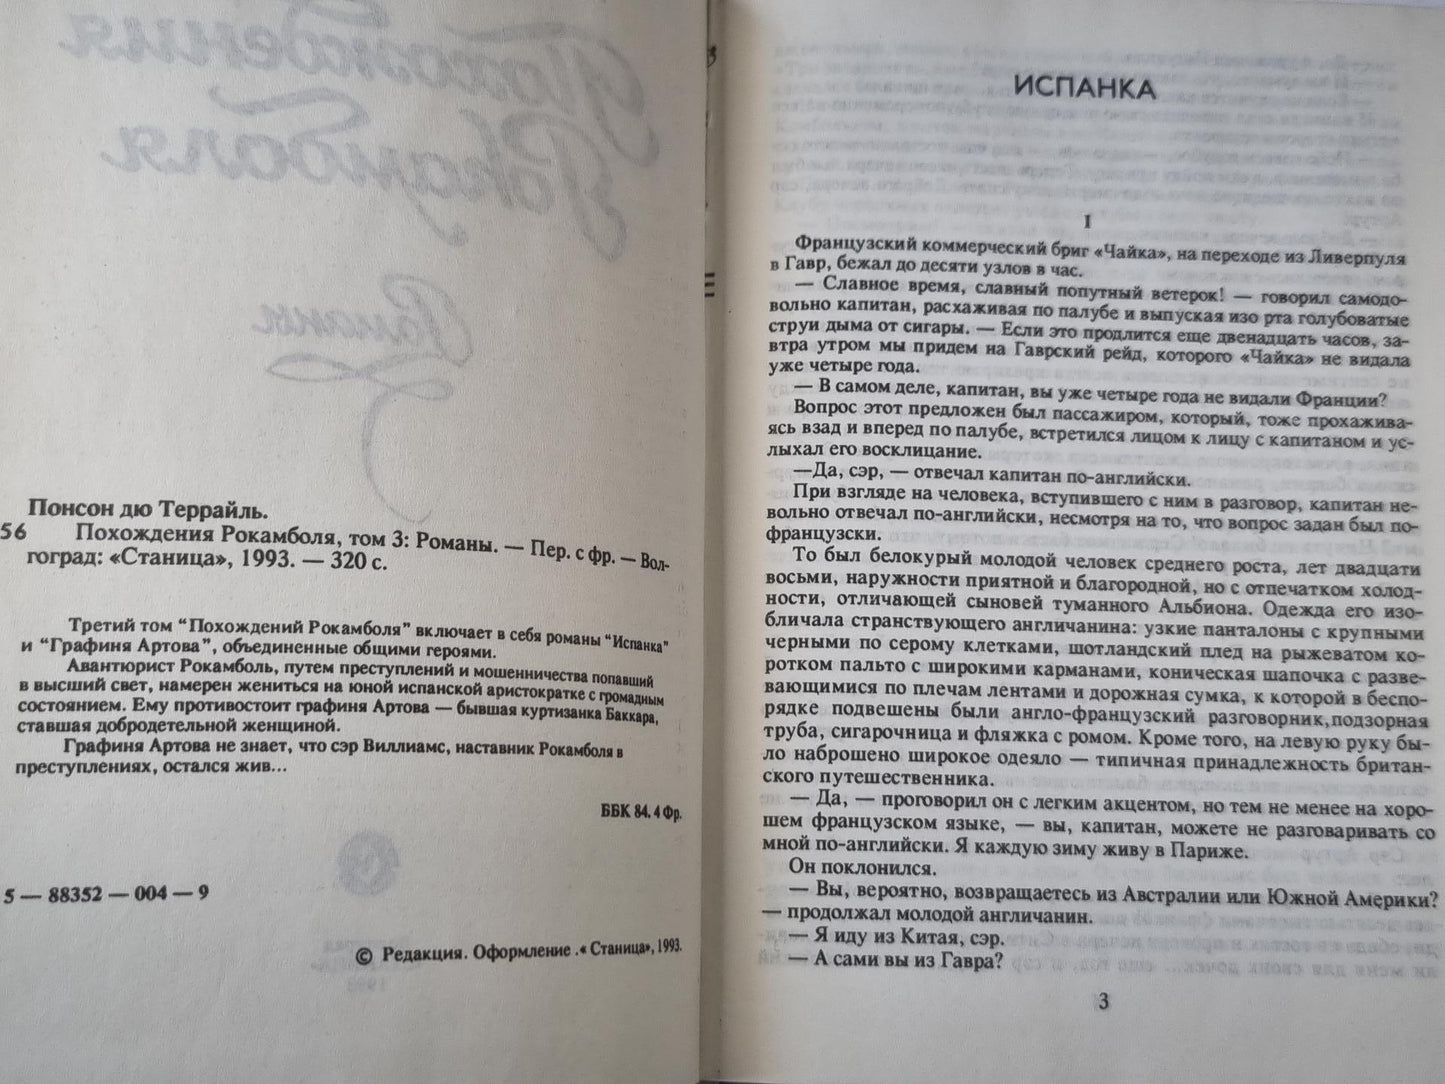 Понсон дю Террайль.
56 Похождения Рокамболя, том 3: Романы. — Пер. с фр. — Вол-
гоград: «Станица», 1993. — 320 с.
Третий том "Похождений Рокамболя" включает в себя романы "Испанка"
и "Графиня Артова", объединенные общими героями.
Авантюрист Рокамболь, путем преступлений и мошенничества попавший
в высший свет, намерен жениться на юной испанской аристократке с громадным
состоянием. Ему противостоит графиня Артова — бывшая куртизанка Баккара,
ставшая добродетельной женщиной.
Графиня Артова не знает, что сэр Виллиамс, наставник Рокамболя в
преступлениях, остался жив...
ББК 84.4 Фр.
5 — 88352 — 004 — 9
© Редакция. Оформление .« Станица», 1993.
ИСПАНКА
I
Французский коммерческий бриг «Чайка», на переходе из Ливерпуля
в Гавр, бежал до десяти узлов в час.
— Славное время, славный попутный ветерок! — говорил самодо-
вольно капитан, расхаживая по палубе и выпуская изо рта голубоватые
струи дыма от сигары. — Если это продлится еще двенадцать часов, за-
втра утром мы придем на Гаврский рейд, которого «Чайка» не видала
уже четыре года.
— В самом деле, капитан, вы уже четыре года не видали Франции?
Вопрос этот предложен был пассажиром, который, тоже прохажива-
ясь взад и вперед по палубе, встретился лицом к лицу с капитаном и ус-
лыхал его восклицание.
—Да, сэр, — отвечал капитан по-английски.
При взгляде на человека, вступившего с ним в разговор, капитан не-
вольно отвечал по-английски, несмотря на то, что вопрос задан был по-
французски.
То был белокурый молодой человек среднего роста, лет двадцати
восьми, наружности приятной и благородной, но с отпечатком холод-
ности, отличающей сыновей туманного Альбиона. Одежда его изо-
бличала странствующего англичанина: узкие панталоны с крупными
черными по серому клетками, шотландский плед на рыжеватом ко-
ротком пальто с широкими карманами, коническая шапочка с разве-
вающимися по плечам лентами и дорожная сумка, к которой в беспо-
рядке подвешены были англо-французский разговорник,подзорная
труба, сигарочница и фляжка с ромом. Кроме того, на левую руку бы-
ло наброшено широкое одеяло — типичная принадлежность британ-
ского путешественника.
— Да, — проговорил он с легким акцентом, но тем не менее на хоро-
шем французском языке, — вы, капитан, можете не разговаривать со
мной по-английски. Я каждую зиму живу в Париже.
Он поклонился.
— Вы, вероятно, возвращаетесь из Австралии или Южной Америки?
— продолжал молодой англичанин.
— Я иду из Китая, сэр.
— А сами вы из Гавра?
3